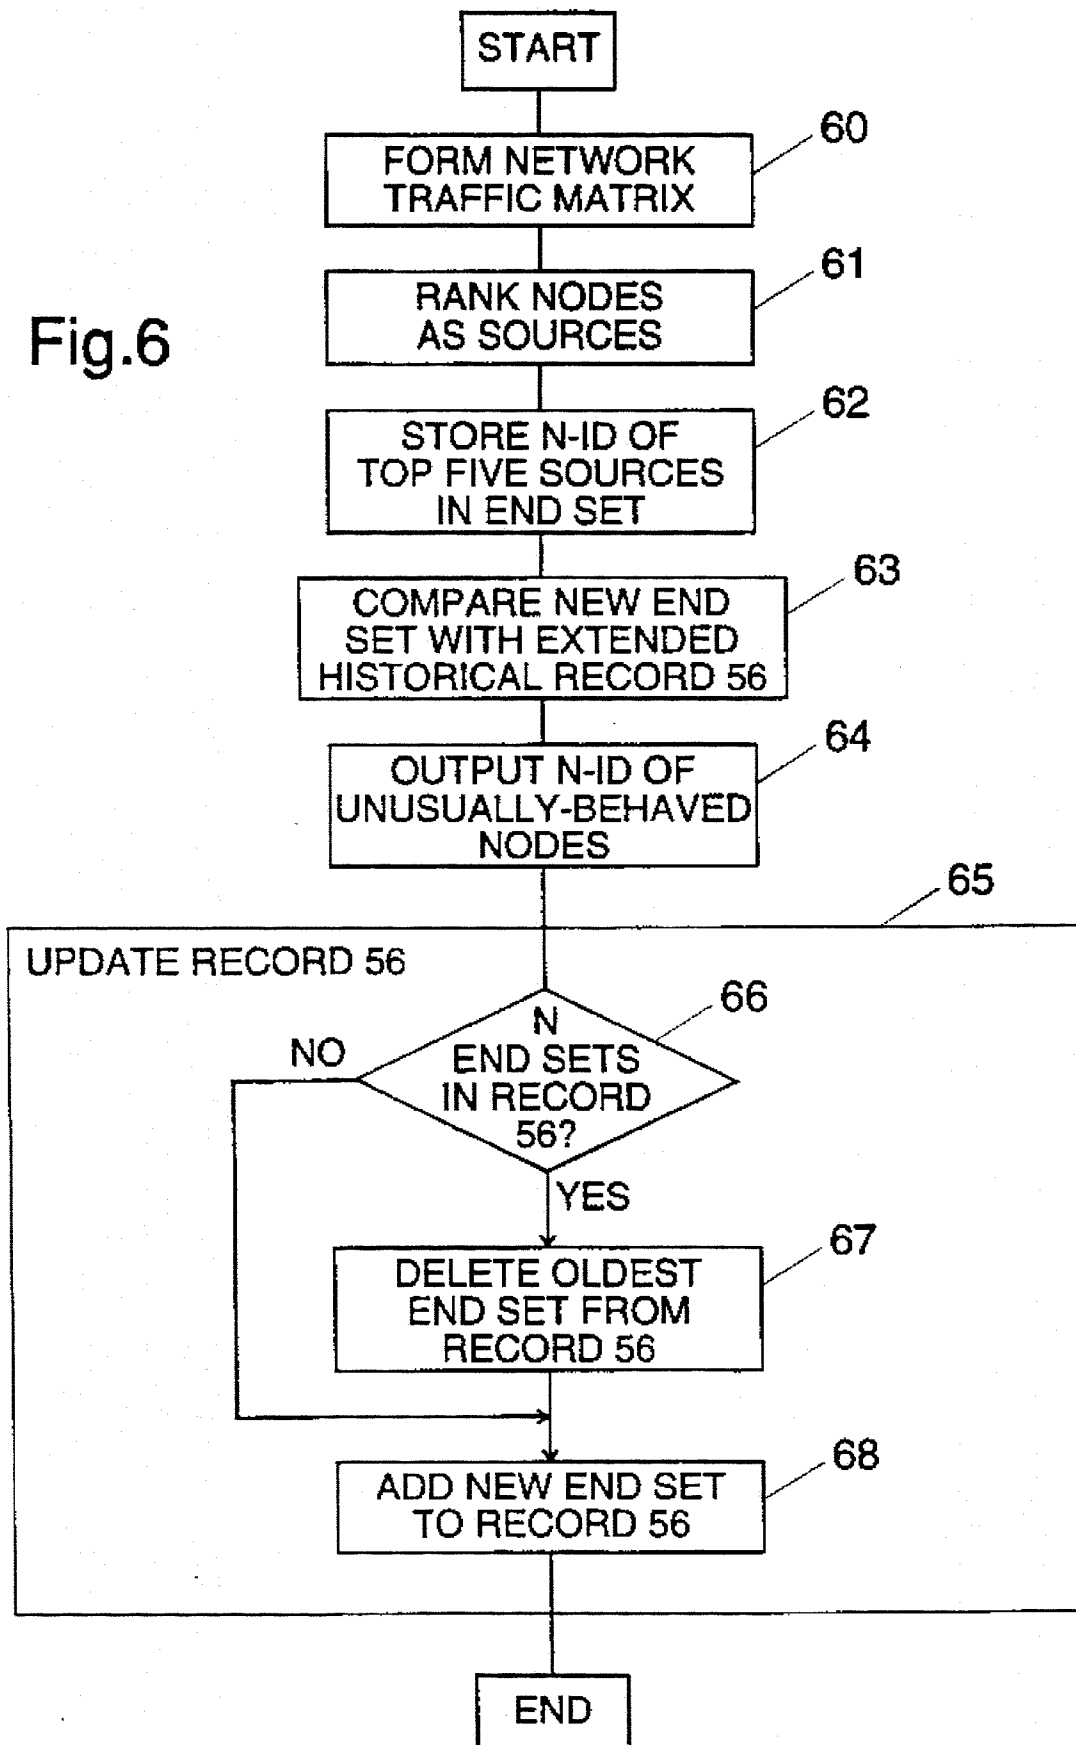 START
60
FORM NETWORK
TRAFFIC MATRIX
61
RANK NODES
AS SOURCES
Fig.6
62
STORE N-ID OF
TOP FIVE SOURCES
IN END SET
63
COMPARE NEW END
SET WITH EXTENDED
HISTORICAL RECORD 56
64
OUTPUT N-ID OF
UNUSUALLY-BEHAVED
NODES
65
UPDATE RECORD 56
66
N
END SETS
IN RECORD
56?
NO
YES
67
DELETE OLDEST
END SET FROM
RECORD 56
68
ADD NEW END SET
TO RECORD 56
END